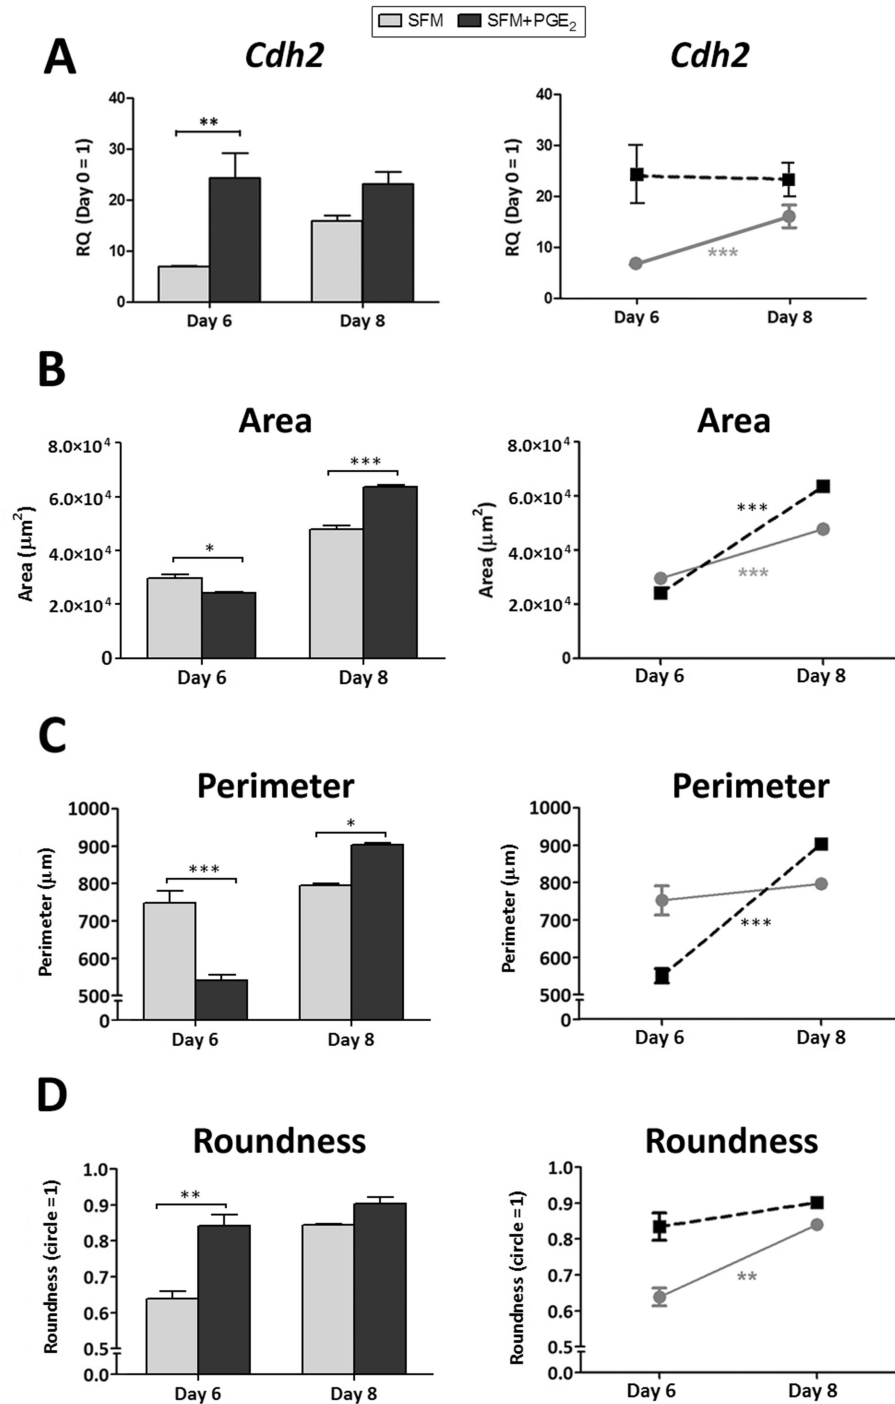 SFM SFM+PGE₂
A
Cdh2
Cdh2
RQ (Day 0 = 1)
40
30
20
10
0
**
Day 6 Day 8
RQ (Day 0 = 1)
40
30
20
10
0
***
Day 6 Day 8
B
Area
Area
Area (μm²)
8.0×10⁴
6.0×10⁴
4.0×10⁴
2.0×10⁴
0
*
***
Day 6 Day 8
Area (μm²)
8.0×10⁴
6.0×10⁴
4.0×10⁴
2.0×10⁴
0
***
***
Day 6 Day 8
C
Perimeter
Perimeter
Perimeter (μm)
1000
900
800
700
600
500
0
***
*
Day 6 Day 8
Perimeter (μm)
1000
900
800
700
600
500
0
***
Day 6 Day 8
D
Roundness
Roundness
Roundness (circle = 1)
1.0
0.9
0.8
0.7
0.6
0.5
0.0
**
Day 6 Day 8
Roundness (circle = 1)
1.0
0.9
0.8
0.7
0.6
0.5
0.0
**
Day 6 Day 8